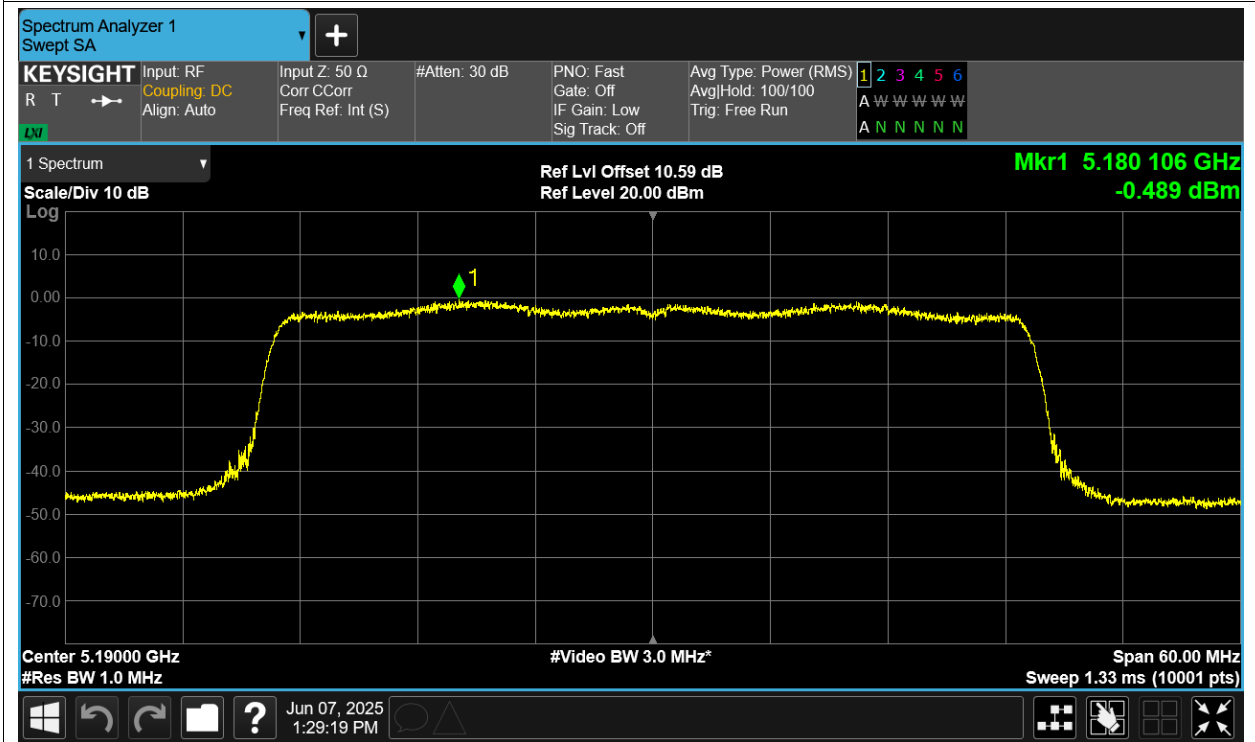 Spectrum Analyzer 1
Swept SA
KEYSIGHT
R T
LXI
Input: RF
Coupling: DC
Align: Auto
Input Z: 50 Ω
Corr CCorr
Freq Ref: Int (S)
#Atten: 30 dB
PNO: Fast
Gate: Off
IF Gain: Low
Sig Track: Off
Avg Type: Power (RMS)
Avg|Hold: 100/100
Trig: Free Run
1 2 3 4 5 6
A W W W W W
A N N N N N
1 Spectrum
Scale/Div 10 dB
Log
Ref Lvl Offset 10.59 dB
Ref Level 20.00 dBm
Mkr1 5.180 106 GHz
-0.489 dBm
10.0
0.00
-10.0
-20.0
-30.0
-40.0
-50.0
-60.0
-70.0
1
Center 5.19000 GHz
#Res BW 1.0 MHz
#Video BW 3.0 MHz*
Span 60.00 MHz
Sweep 1.33 ms (10001 pts)
?
Jun 07, 2025
1:29:19 PM